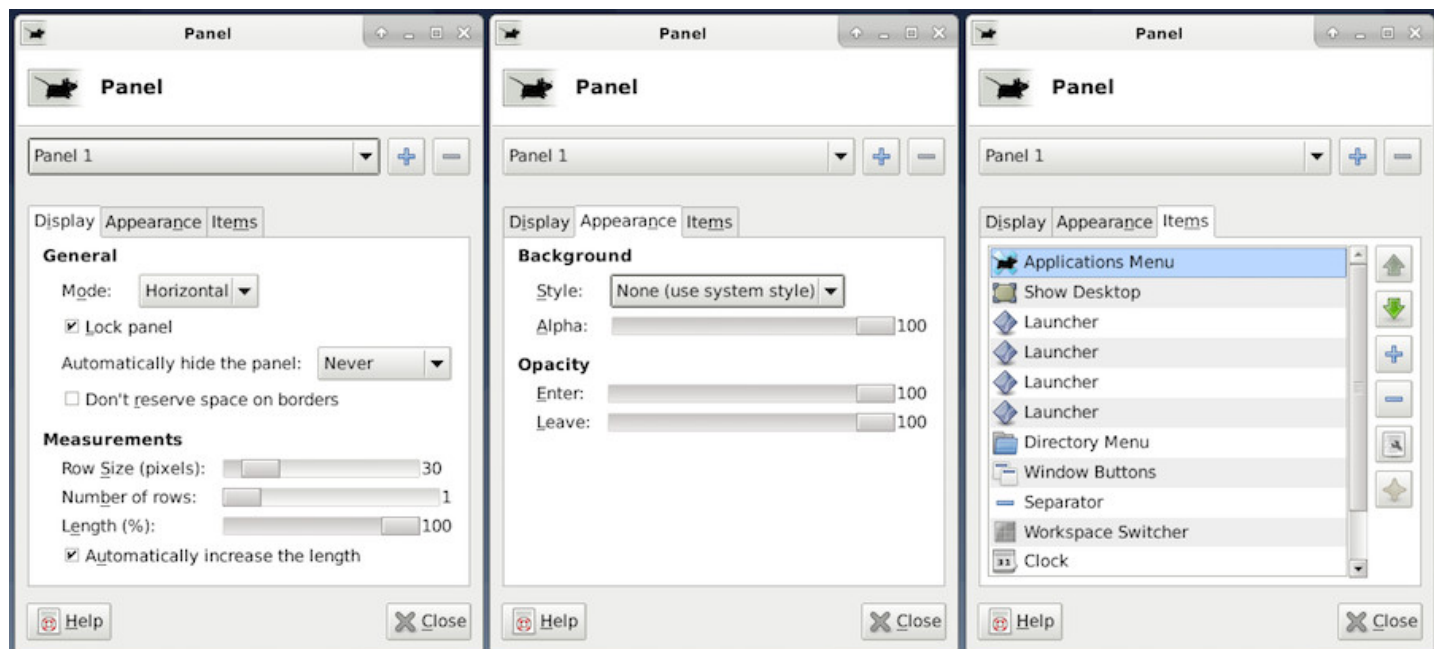 Panel
Panel
Panel 1
Display Appearance Items
General
Mode: Horizontal
Lock panel
Automatically hide the panel: Never
Don't reserve space on borders
Measurements
Row Size (pixels): 30
Number of rows: 1
Length (%): 100
Automatically increase the length
Help Close
Panel
Panel
Panel 1
Display Appearance Items
Background
Style: None (use system style)
Alpha: 100
Opacity
Enter: 100
Leave: 100
Help Close
Panel
Panel
Panel 1
Display Appearance Items
Applications Menu
Show Desktop
Launcher
Launcher
Launcher
Launcher
Directory Menu
Window Buttons
Separator
Workspace Switcher
31 Clock
Help Close